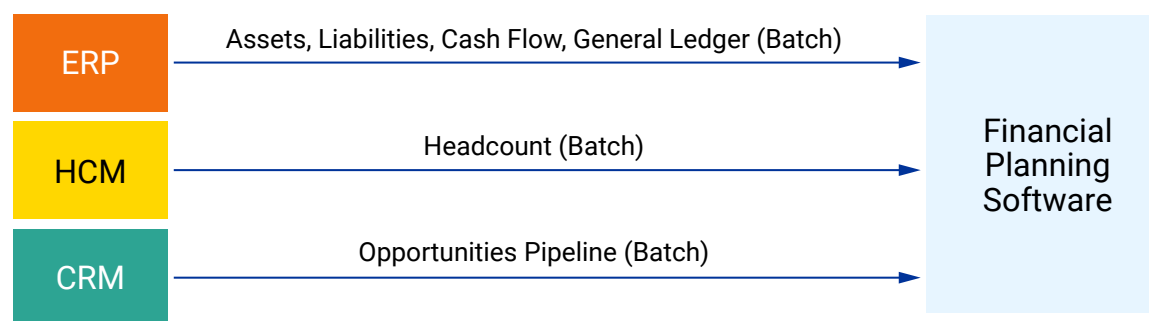 ERP
Assets, Liabilities, Cash Flow, General Ledger (Batch)
HCM
Headcount (Batch)
CRM
Opportunities Pipeline (Batch)
Financial
Planning
Software